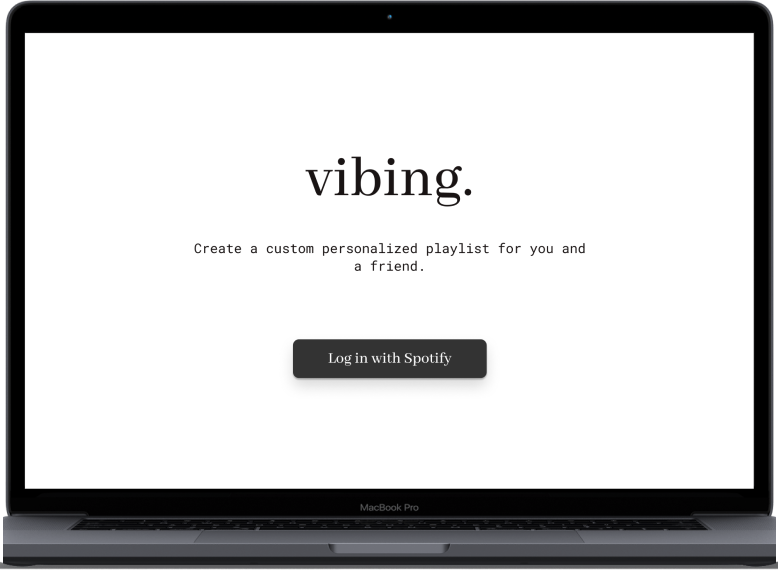 vibing.
Create a custom personalized playlist for you and
a friend.
Log in with Spotify
MacBook Pro